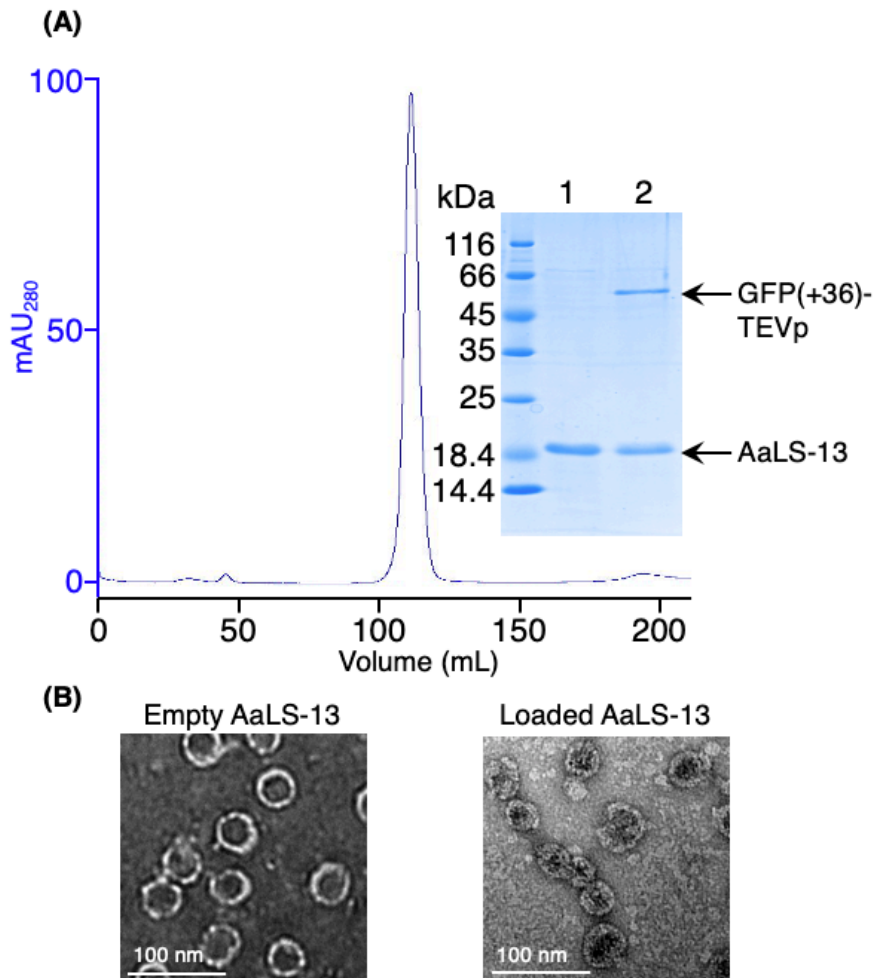 (A)
100
50
0
mAU280
kDa 1 2
116
66
45
35
25
18.4
14.4
GFP(+36)-
TEVp
AaLS-13
0 50 100 150 200
Volume (mL)
(B)
Empty AaLS-13 Loaded AaLS-13
100 nm 100 nm